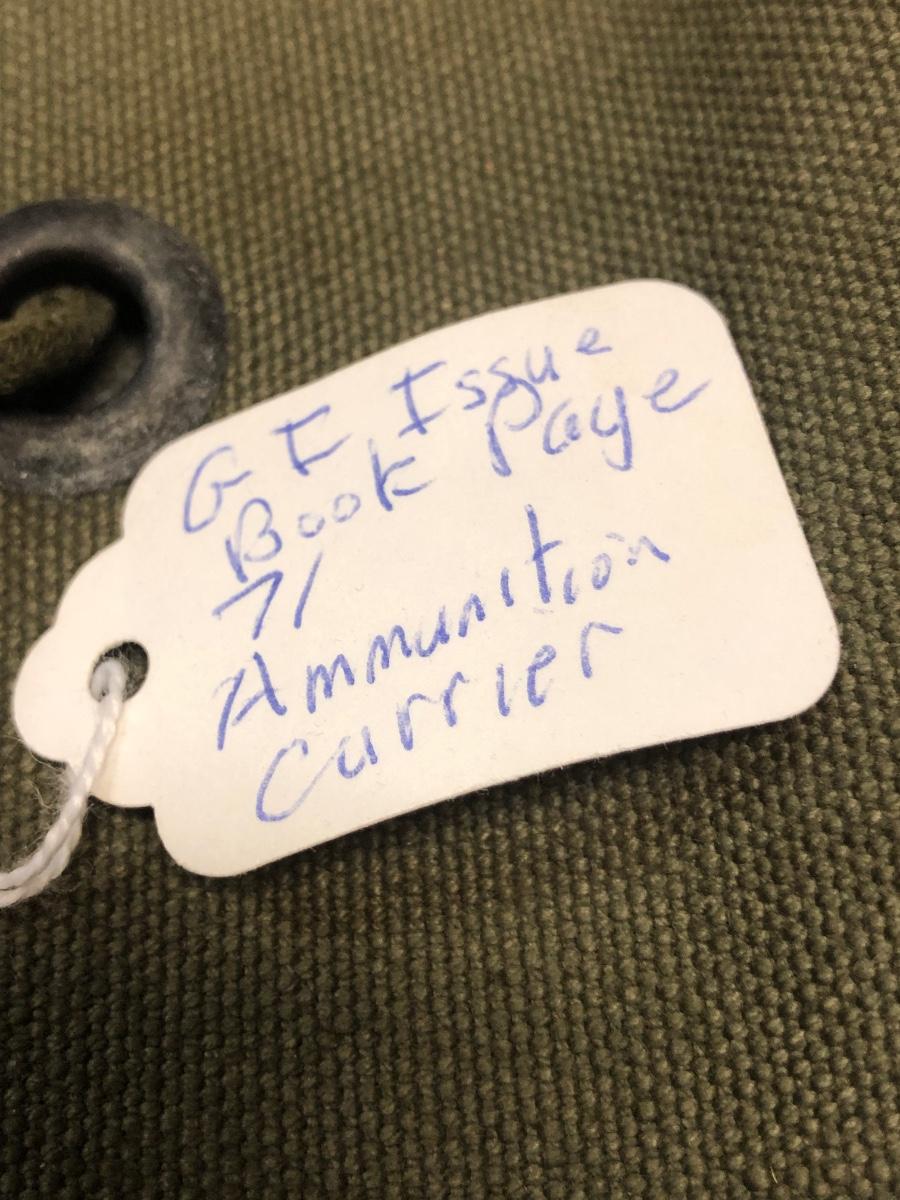 G I Issue
Book Page
71
Ammunition
Carrier